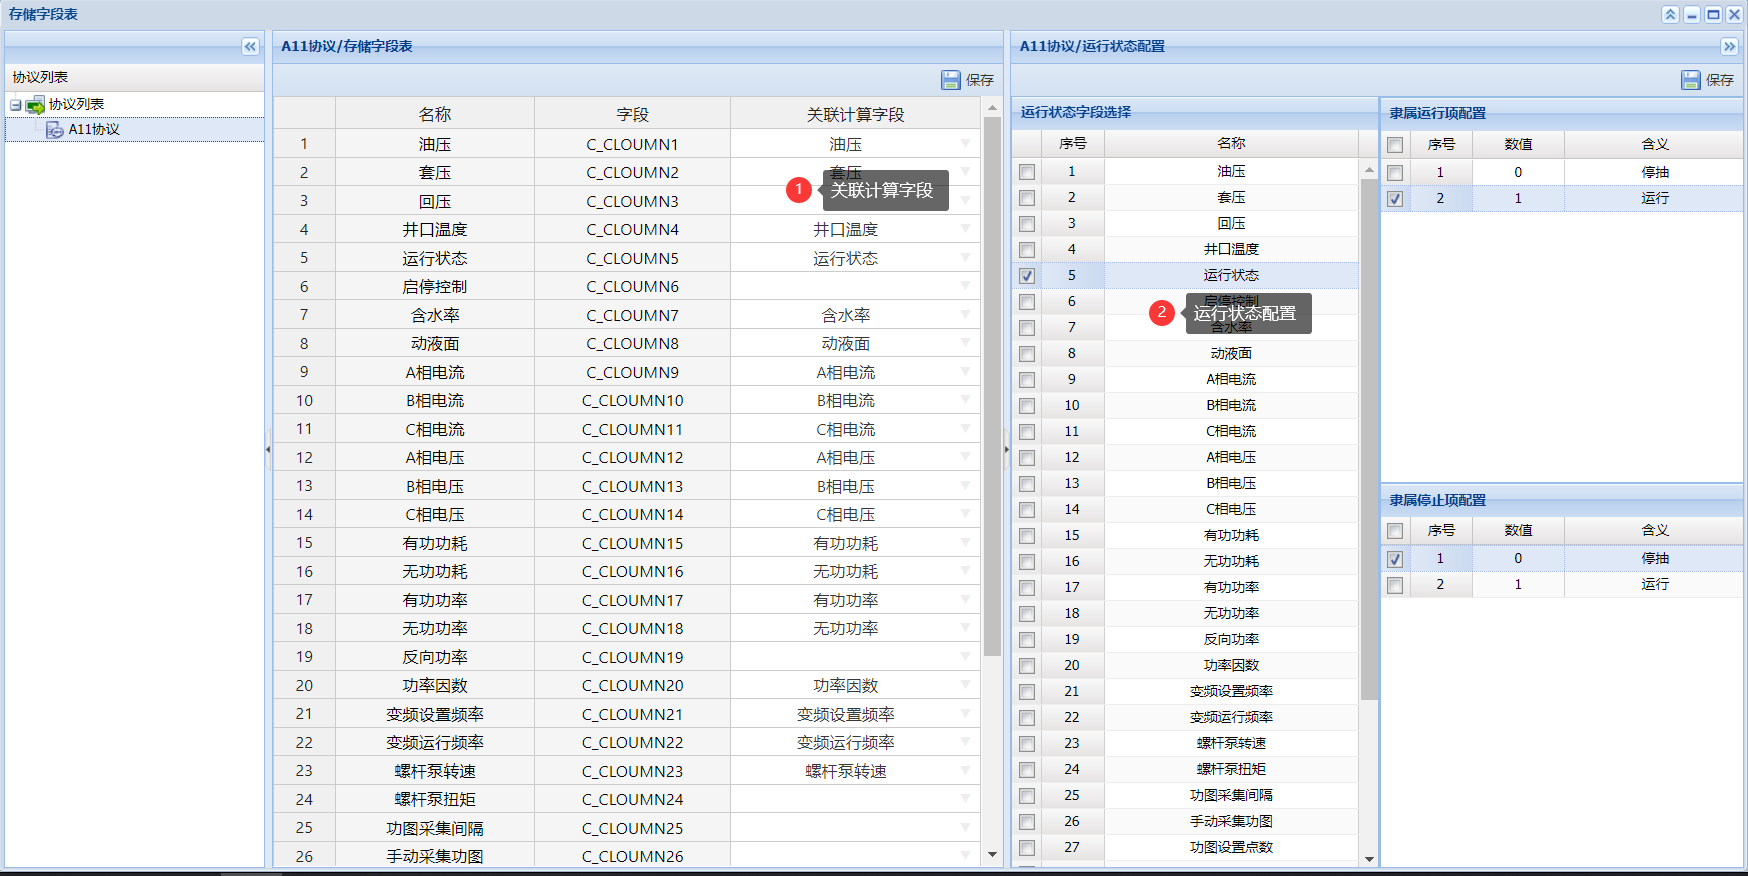 存储字段表
协议列表
协议列表
A11协议
A11协议/存储字段表
保存
名称 字段 关联计算字段
1 油压 C_CLOUMN1 油压
2 套压 C_CLOUMN2 套压
3 回压 C_CLOUMN3
4 井口温度 C_CLOUMN4 井口温度
5 运行状态 C_CLOUMN5 运行状态
6 启停控制 C_CLOUMN6
7 含水率 C_CLOUMN7 含水率
8 动液面 C_CLOUMN8 动液面
9 A相电流 C_CLOUMN9 A相电流
10 B相电流 C_CLOUMN10 B相电流
11 C相电流 C_CLOUMN11 C相电流
12 A相电压 C_CLOUMN12 A相电压
13 B相电压 C_CLOUMN13 B相电压
14 C相电压 C_CLOUMN14 C相电压
15 有功功耗 C_CLOUMN15 有功功耗
16 无功功耗 C_CLOUMN16 无功功耗
17 有功功率 C_CLOUMN17 有功功率
18 无功功率 C_CLOUMN18 无功功率
19 反向功率 C_CLOUMN19
20 功率因数 C_CLOUMN20 功率因数
21 变频设置频率 C_CLOUMN21 变频设置频率
22 变频运行频率 C_CLOUMN22 变频运行频率
23 螺杆泵转速 C_CLOUMN23 螺杆泵转速
24 螺杆泵扭矩 C_CLOUMN24
25 功图采集间隔 C_CLOUMN25
26 手动采集功图 C_CLOUMN26
1 关联计算字段
A11协议/运行状态配置
保存
运行状态字段选择
序号 名称
1 油压
2 套压
3 回压
4 井口温度
5 运行状态
6 启停控制
7 含水率
8 动液面
9 A相电流
10 B相电流
11 C相电流
12 A相电压
13 B相电压
14 C相电压
15 有功功耗
16 无功功耗
17 有功功率
18 无功功率
19 反向功率
20 功率因数
21 变频设置频率
22 变频运行频率
23 螺杆泵转速
24 螺杆泵扭矩
25 功图采集间隔
26 手动采集功图
27 功图设置点数
2 运行状态配置
隶属运行项配置
序号 数值 含义
1 0 停抽
2 1 运行
隶属停止项配置
序号 数值 含义
1 0 停抽
2 1 运行